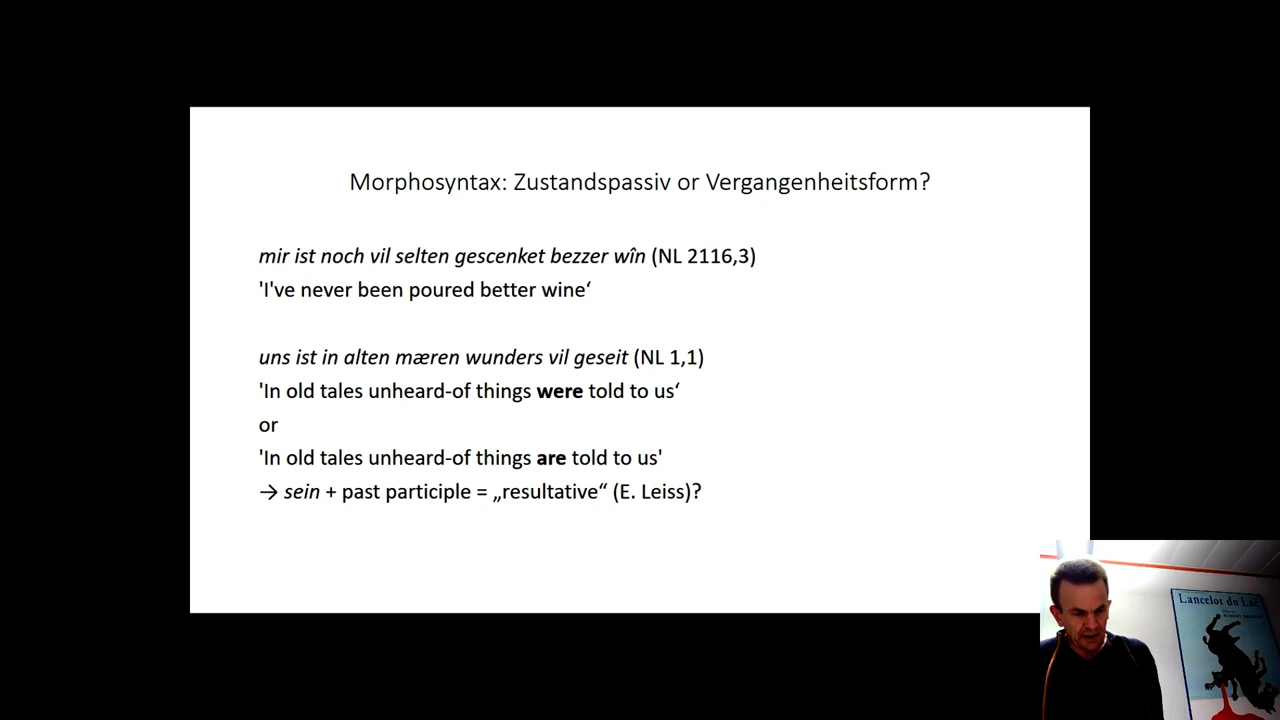 Morphosyntax: Zustandspassiv or Vergangenheitsform?
mir ist noch vil selten gescenket bezzer wîn (NL 2116,3)
'I've never been poured better wine‘
uns ist in alten mæren wunders vil geseit (NL 1,1)
'In old tales unheard-of things were told to us‘
or
'In old tales unheard-of things are told to us'
→ sein + past participle = „resultative“ (E. Leiss)?
Lancelot du Lac